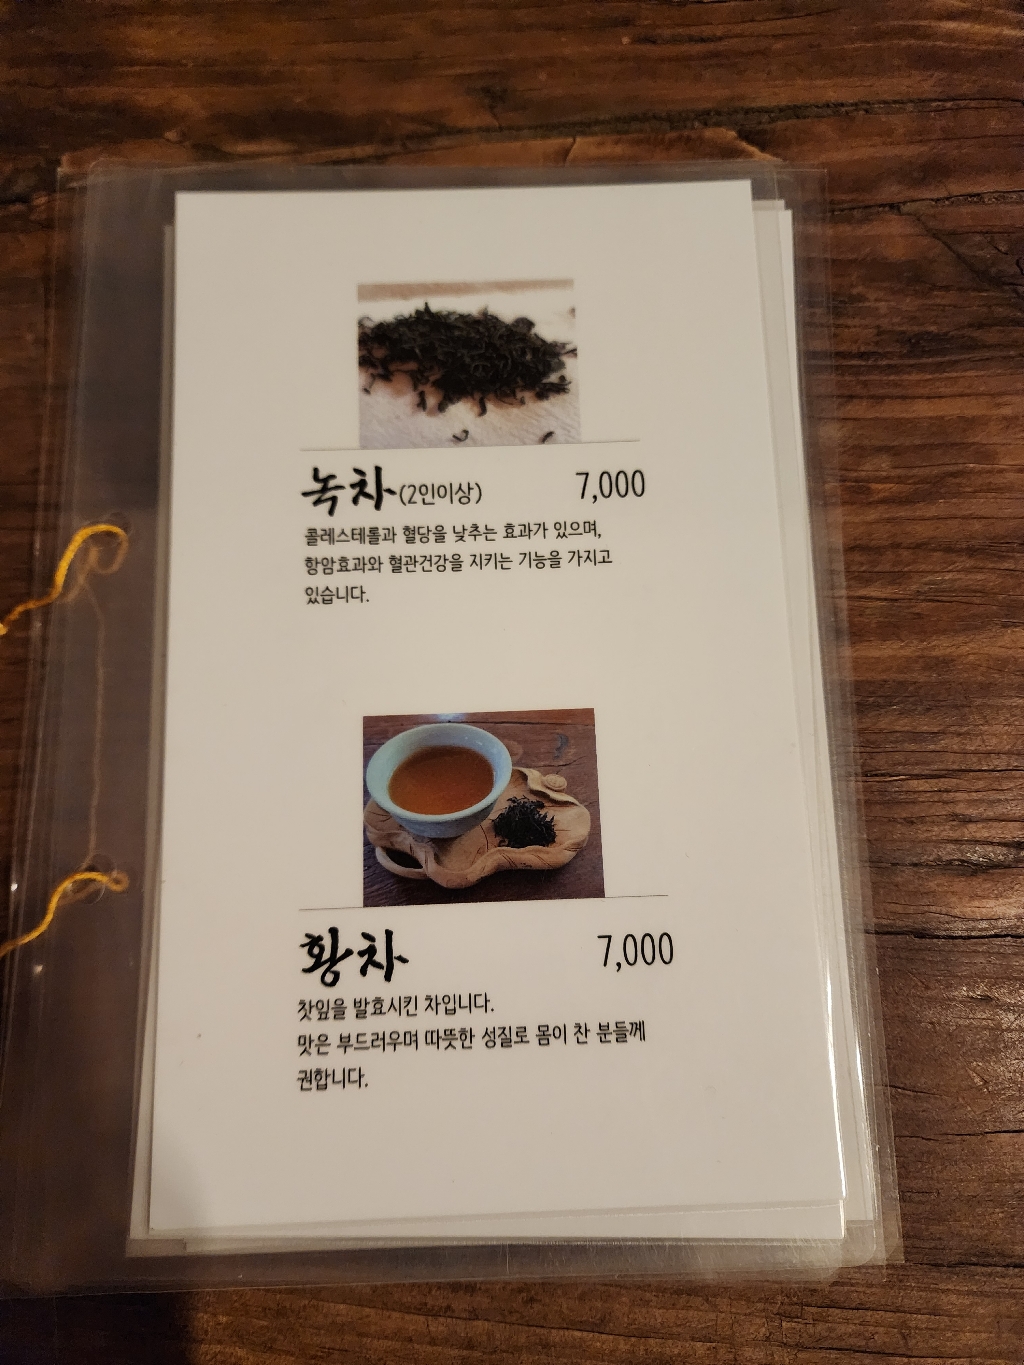 녹차(2인이상) 7,000
콜레스테롤과 혈당을 낮추는 효과가 있으며,
항암효과와 혈관건강을 지키는 기능을 가지고
있습니다.
황차 7,000
찻잎을 발효시킨 차입니다.
맛은 부드러우며 따뜻한 성질로 몸이 찬 분들께
권합니다.